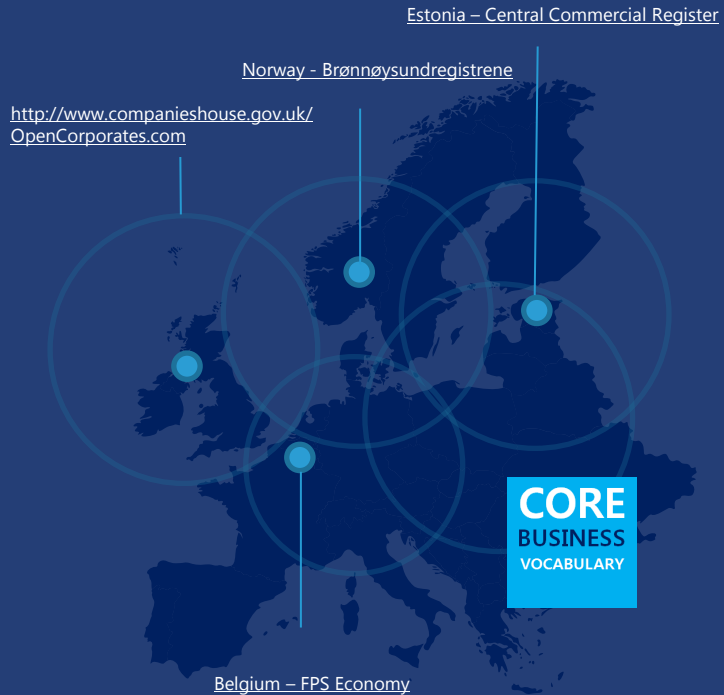 Estonia – Central Commercial Register
Norway - Brønnøysundregistrene
http://www.companieshouse.gov.uk/
OpenCorporates.com
CORE
BUSINESS
VOCABULARY
Belgium – FPS Economy